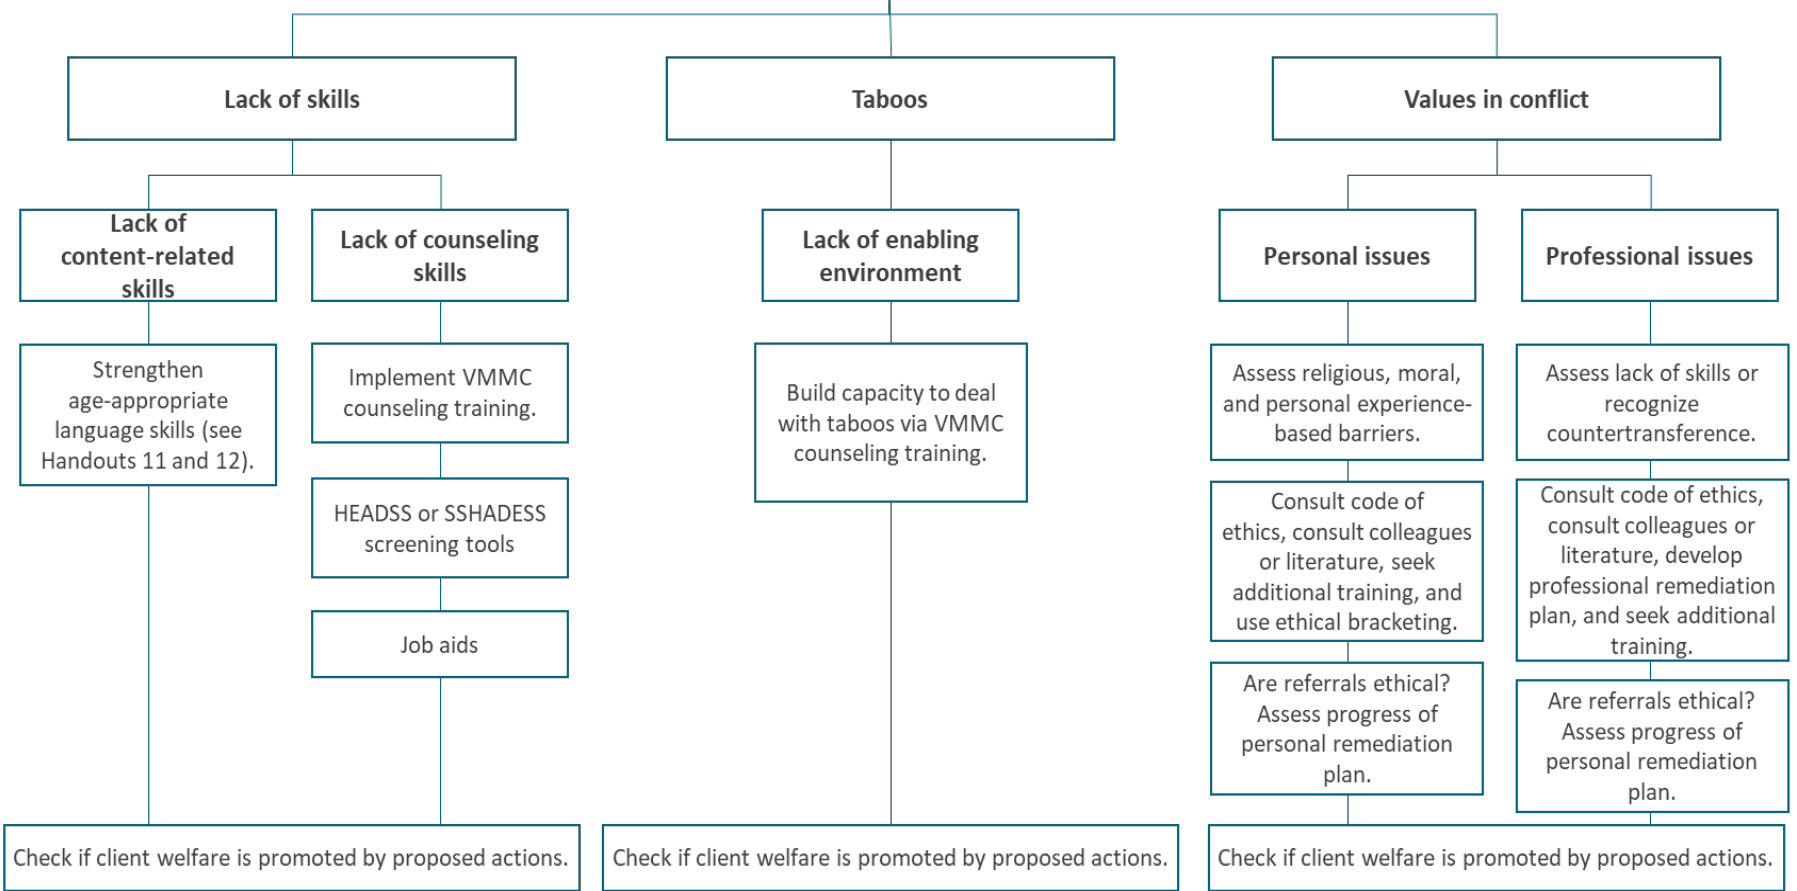 Lack of skills
Taboos
Values in conflict
Lack of
content-related
skills
Lack of counseling
skills
Lack of enabling
environment
Personal issues
Professional issues
Strengthen
age-appropriate
language skills (see
Handouts 11 and 12).
Implement VMMC
counseling training.
HEADSS or SSHADESS
screening tools
Job aids
Build capacity to deal
with taboos via VMMC
counseling training.
Assess religious, moral,
and personal experience-
based barriers.
Consult code of
ethics, consult colleagues
or literature, seek
additional training, and
use ethical bracketing.
Are referrals ethical?
Assess progress of
personal remediation
plan.
Assess lack of skills or
recognize
countertransference.
Consult code of ethics,
consult colleagues or
literature, develop
professional remediation
plan, and seek additional
training.
Are referrals ethical?
Assess progress of
personal remediation
plan.
Check if client welfare is promoted by proposed actions.
Check if client welfare is promoted by proposed actions.
Check if client welfare is promoted by proposed actions.